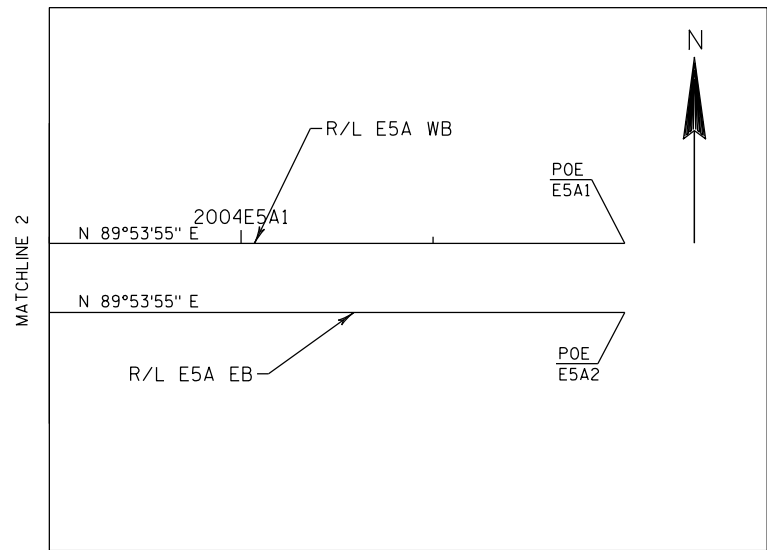 N
R/L E5A WB
POE
E5A1
2004E5A1
N 89°53'55" E
MATCHLINE 2
N 89°53'55" E
POE
E5A2
R/L E5A EB